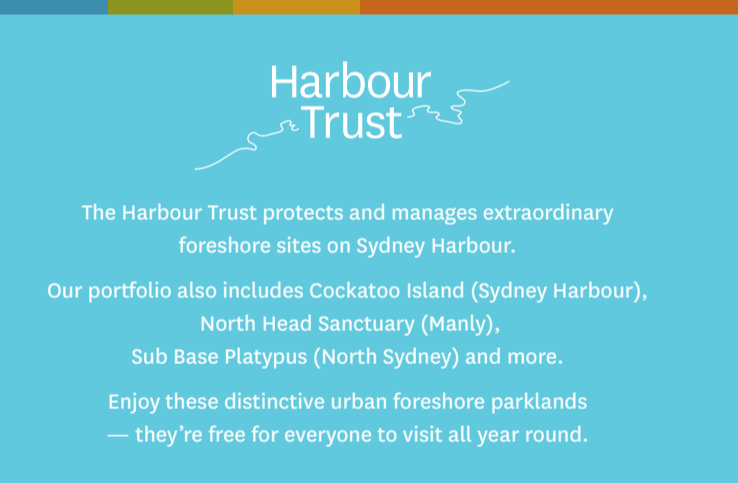 Harbour
Trust
The Harbour Trust protects and manages extraordinary
foreshore sites on Sydney Harbour.
Our portfolio also includes Cockatoo Island (Sydney Harbour),
North Head Sanctuary (Manly),
Sub Base Platypus (North Sydney) and more.
Enjoy these distinctive urban foreshore parklands
— they’re free for everyone to visit all year round.